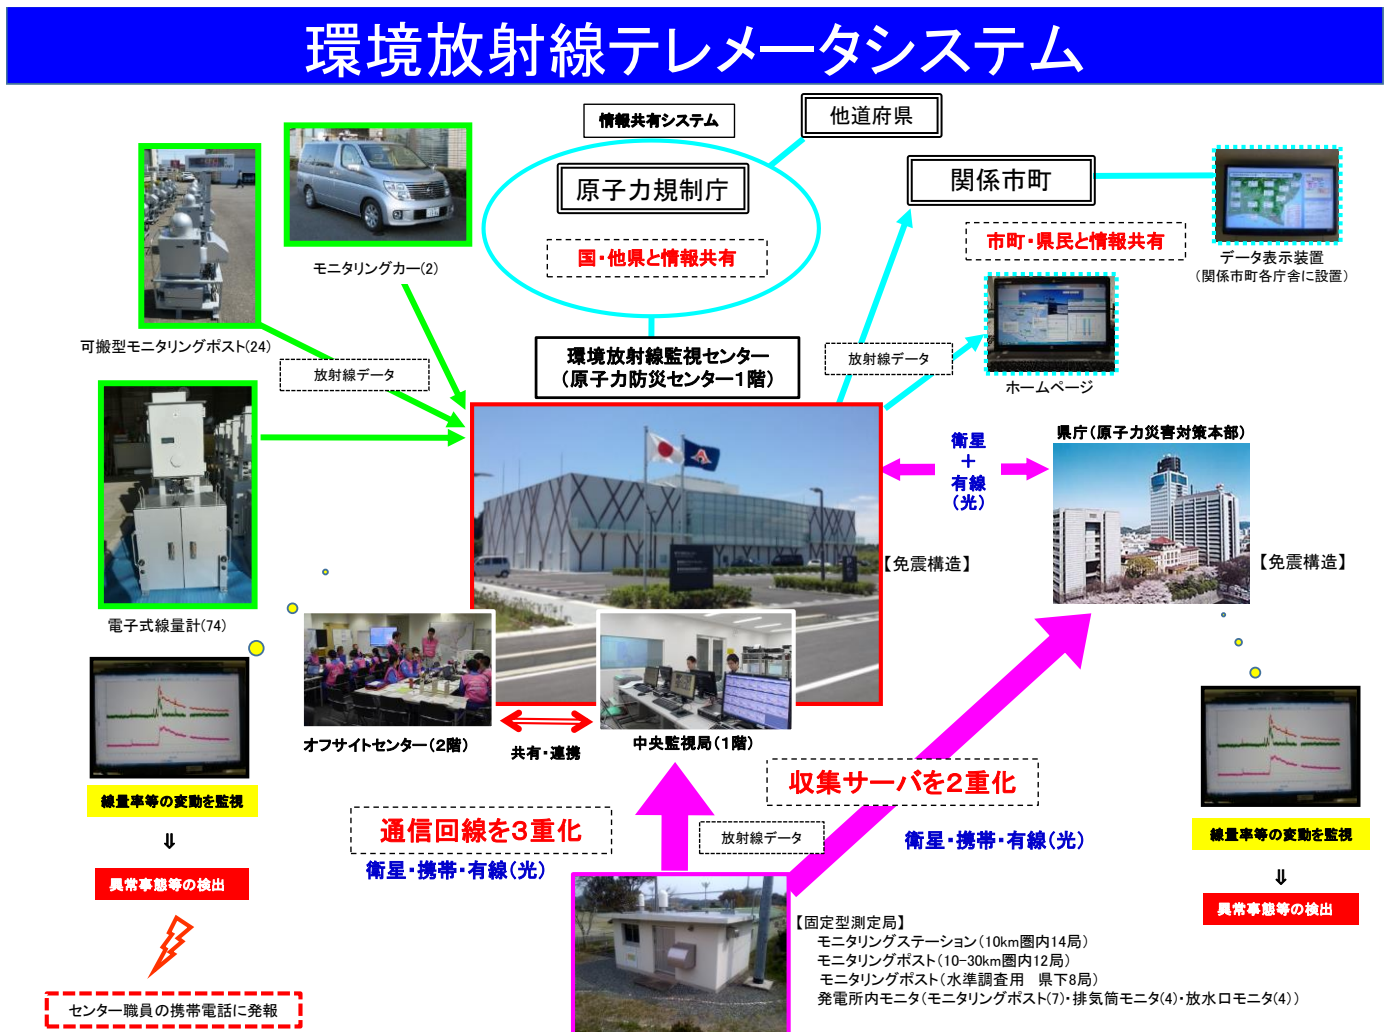 環境放射線テレメータシステム
情報共有システム
他道府県
原子力規制庁
国・他県と情報共有
関係市町
市町・県民と情報共有
データ表示装置
(関係市町各庁舎に設置)
モニタリングカー(2)
可搬型モニタリングポスト(24)
放射線データ
環境放射線監視センター
(原子力防災センター1階)
放射線データ
ホームページ
県庁(原子力災害対策本部)
衛星
+
有線
(光)
【免震構造】
【免震構造】
電子式線量計(74)
オフサイトセンター(2階)
共有・連携
中央監視局(1階)
線量率等の変動を監視
⇓
異常事態等の検出
センター職員の携帯電話に発報
通信回線を3重化
衛星・携帯・有線(光)
放射線データ
収集サーバを2重化
衛星・携帯・有線(光)
線量率等の変動を監視
⇓
異常事態等の検出
【固定型測定局】
モニタリングステーション(10km圏内14局)
モニタリングポスト(10-30km圏内12局)
モニタリングポスト(水準調査用 県下8局)
発電所内モニタ(モニタリングポスト(7)・排気筒モニタ(4)・放水口モニタ(4))